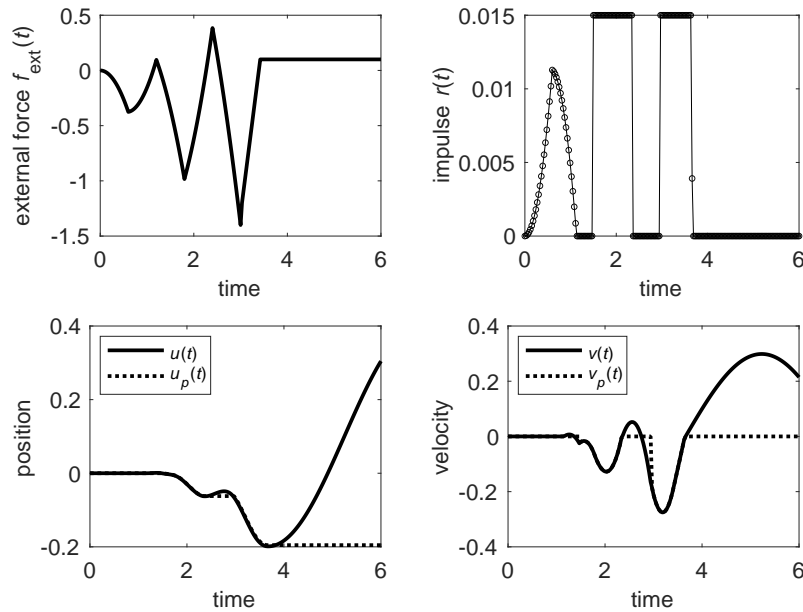 external force f_ext(t)
0.5
0
-0.5
-1
-1.5
0 2 4 6
time
impulse r(t)
0.015
0.01
0.005
0
0 2 4 6
time
position
0.4
0.2
0
-0.2
0 2 4 6
time
u(t)
u_p(t)
velocity
0.4
0.2
0
-0.2
-0.4
0 2 4 6
time
v(t)
v_p(t)